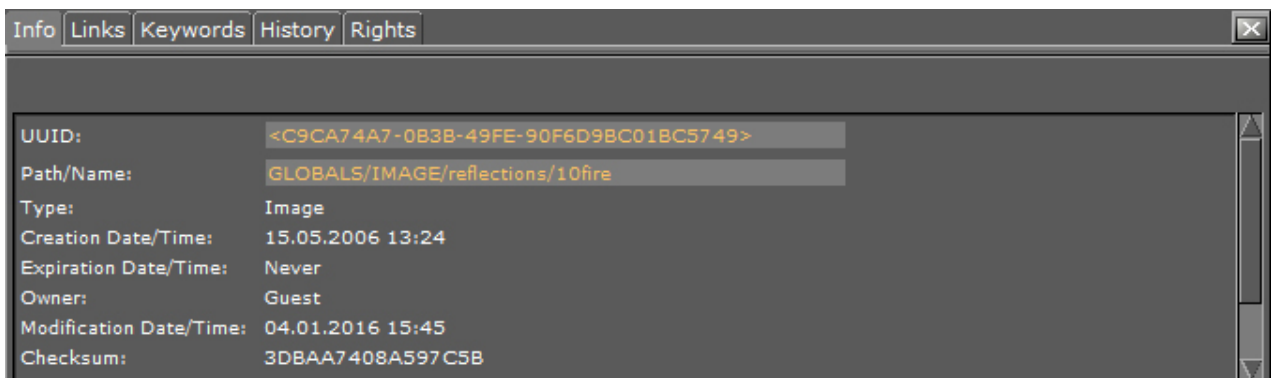 Info Links Keywords History Rights
UUID: <C9CA74A7-0B3B-49FE-90F6D9BC01BC5749>
Path/Name: GLOBALS/IMAGE/reflections/10fire
Type: Image
Creation Date/Time: 15.05.2006 13:24
Expiration Date/Time: Never
Owner: Guest
Modification Date/Time: 04.01.2016 15:45
Checksum: 3DBAA7408A597C5B